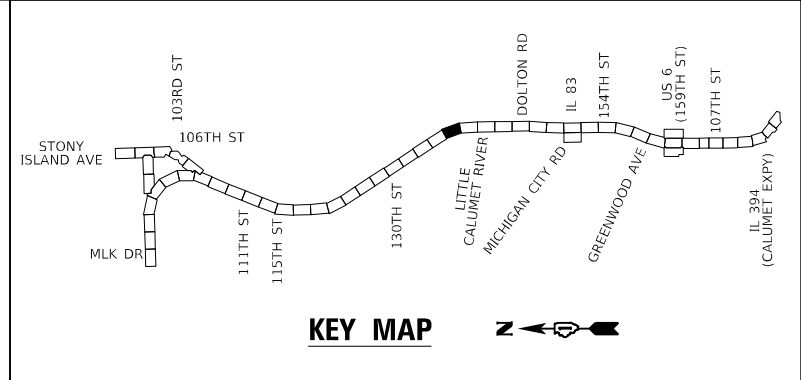 103RD ST
106TH ST
STONY
ISLAND AVE
MLK DR
111TH ST
115TH ST
130TH ST
LITTLE
CALUMET RIVER
DOLTON RD
MICHIGAN CITY RD
IL 83
154TH ST
GREENWOOD AVE
US 6
(159TH ST)
107TH ST
IL 394
(CALUMET EXPY)
KEY MAP
N